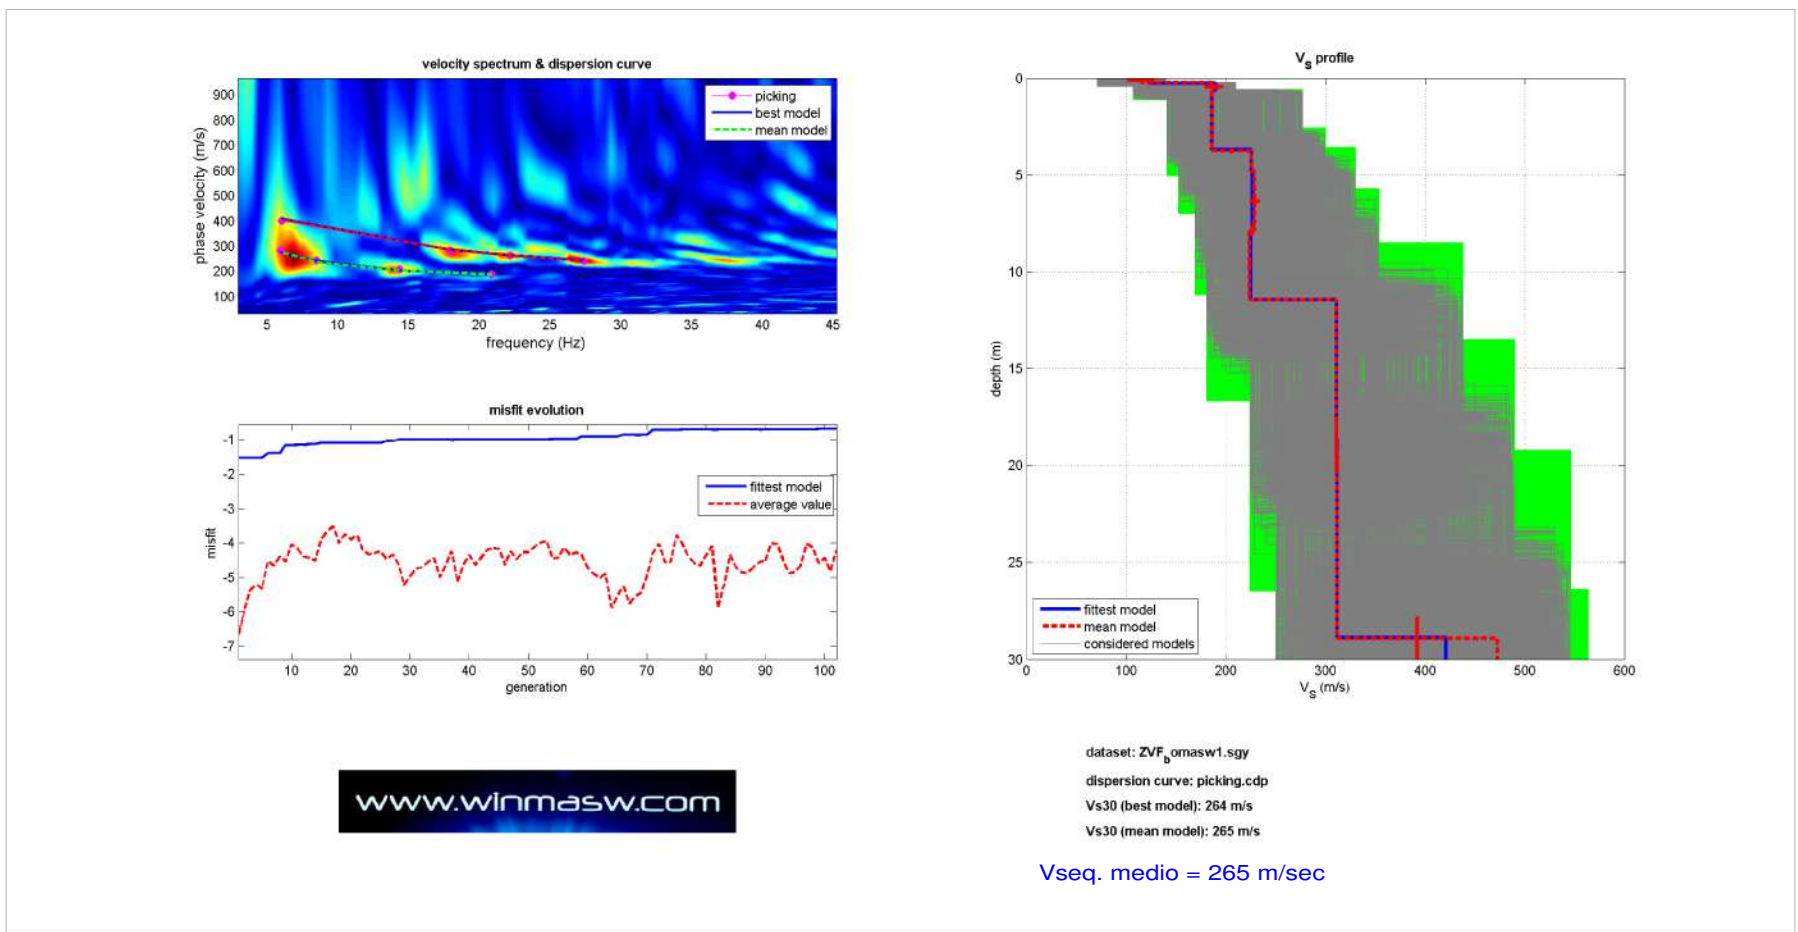 velocity spectrum & dispersion curve
900
800
700
600
500
400
300
200
100
phase velocity (m/s)
picking
best model
mean model
5 10 15 20 25 30 35 40 45
frequency (Hz)
misfit evolution
-1
-2
-3
-4
-5
-6
-7
misfit
fittest model
average value
10 20 30 40 50 60 70 80 90 100
generation
www.winmasw.com
VS profile
0
5
10
15
20
25
30
depth (m)
fittest model
mean model
considered models
0 100 200 300 400 500 600
VS (m/s)
dataset: ZVFbomasw1.sgy
dispersion curve: picking.cdp
Vs30 (best model): 264 m/s
Vs30 (mean model): 265 m/s
Vseq. medio = 265 m/sec